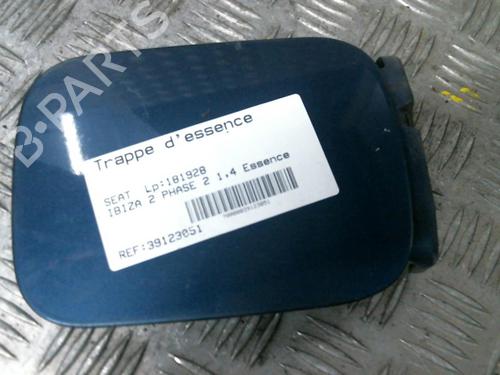 B-PARTS
Trappe d'essence
SEAT Lp:181928
IBIZA 2 PHASE 2 1,4 Essence
REF:39123051